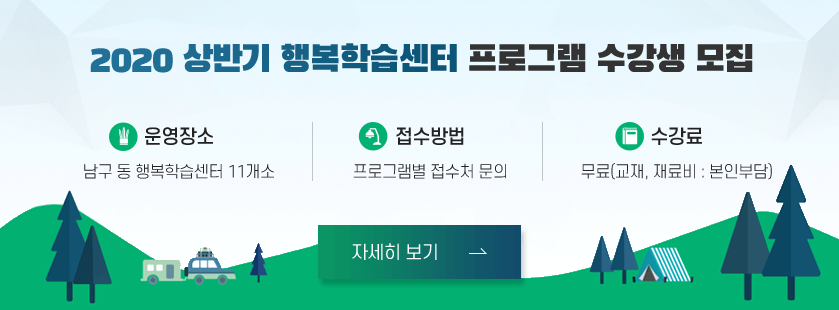 2020 상반기 행복학습센터 프로그램 수강생 모집
운영장소
남구 동 행복학습센터 11개소
접수방법
프로그램별 접수처 문의
수강료
무료(교재, 재료비 : 본인부담)
자세히 보기